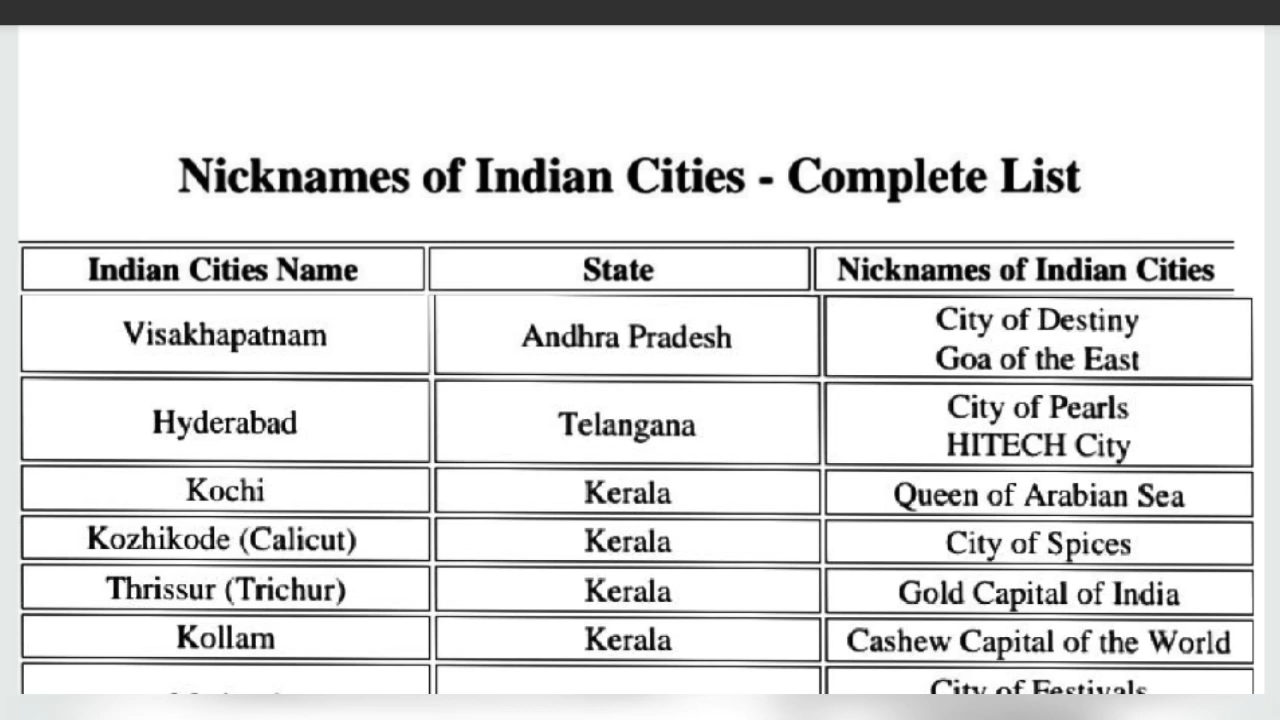 Nicknames of Indian Cities - Complete List
Indian Cities Name State Nicknames of Indian Cities
Visakhapatnam Andhra Pradesh City of Destiny
Goa of the East
Hyderabad Telangana City of Pearls
HITECH City
Kochi Kerala Queen of Arabian Sea
Kozhikode (Calicut) Kerala City of Spices
Thrissur (Trichur) Kerala Gold Capital of India
Kollam Kerala Cashew Capital of the World
City of Festivals